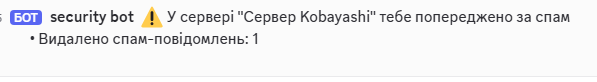 БОТ security bot ⚠️ У сервері "Сервер Kobayashi" тебе попереджено за спам
• Видалено спам-повідомлень: 1